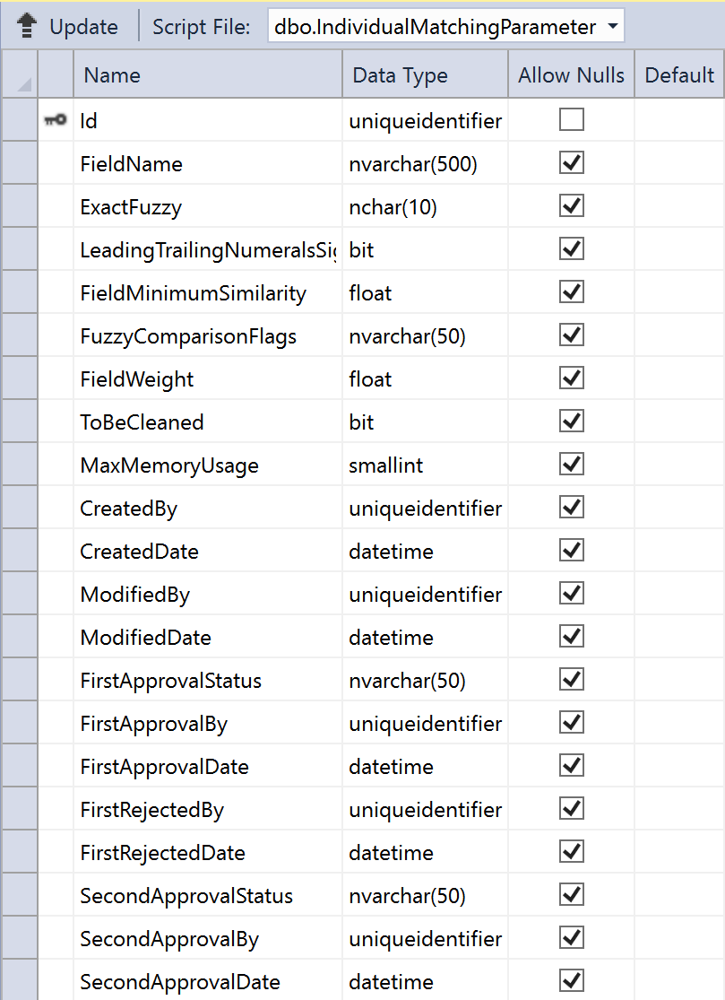 Update Script File: dbo.IndividualMatchingParameter
Name Data Type Allow Nulls Default
Id uniqueidentifier
FieldName nvarchar(500)
ExactFuzzy nchar(10)
LeadingTrailingNumeralsSig bit
FieldMinimumSimilarity float
FuzzyComparisonFlags nvarchar(50)
FieldWeight float
ToBeCleaned bit
MaxMemoryUsage smallint
CreatedBy uniqueidentifier
CreatedDate datetime
ModifiedBy uniqueidentifier
ModifiedDate datetime
FirstApprovalStatus nvarchar(50)
FirstApprovalBy uniqueidentifier
FirstApprovalDate datetime
FirstRejectedBy uniqueidentifier
FirstRejectedDate datetime
SecondApprovalStatus nvarchar(50)
SecondApprovalBy uniqueidentifier
SecondApprovalDate datetime